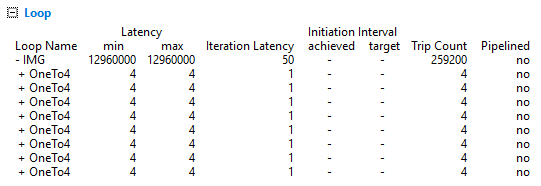 Loop
Latency Initiation Interval
Loop Name min max Iteration Latency achieved target Trip Count Pipelined
- IMG 12960000 12960000 50 - - 259200 no
+ OneTo4 4 4 1 - - 4 no
+ OneTo4 4 4 1 - - 4 no
+ OneTo4 4 4 1 - - 4 no
+ OneTo4 4 4 1 - - 4 no
+ OneTo4 4 4 1 - - 4 no
+ OneTo4 4 4 1 - - 4 no
+ OneTo4 4 4 1 - - 4 no
+ OneTo4 4 4 1 - - 4 no